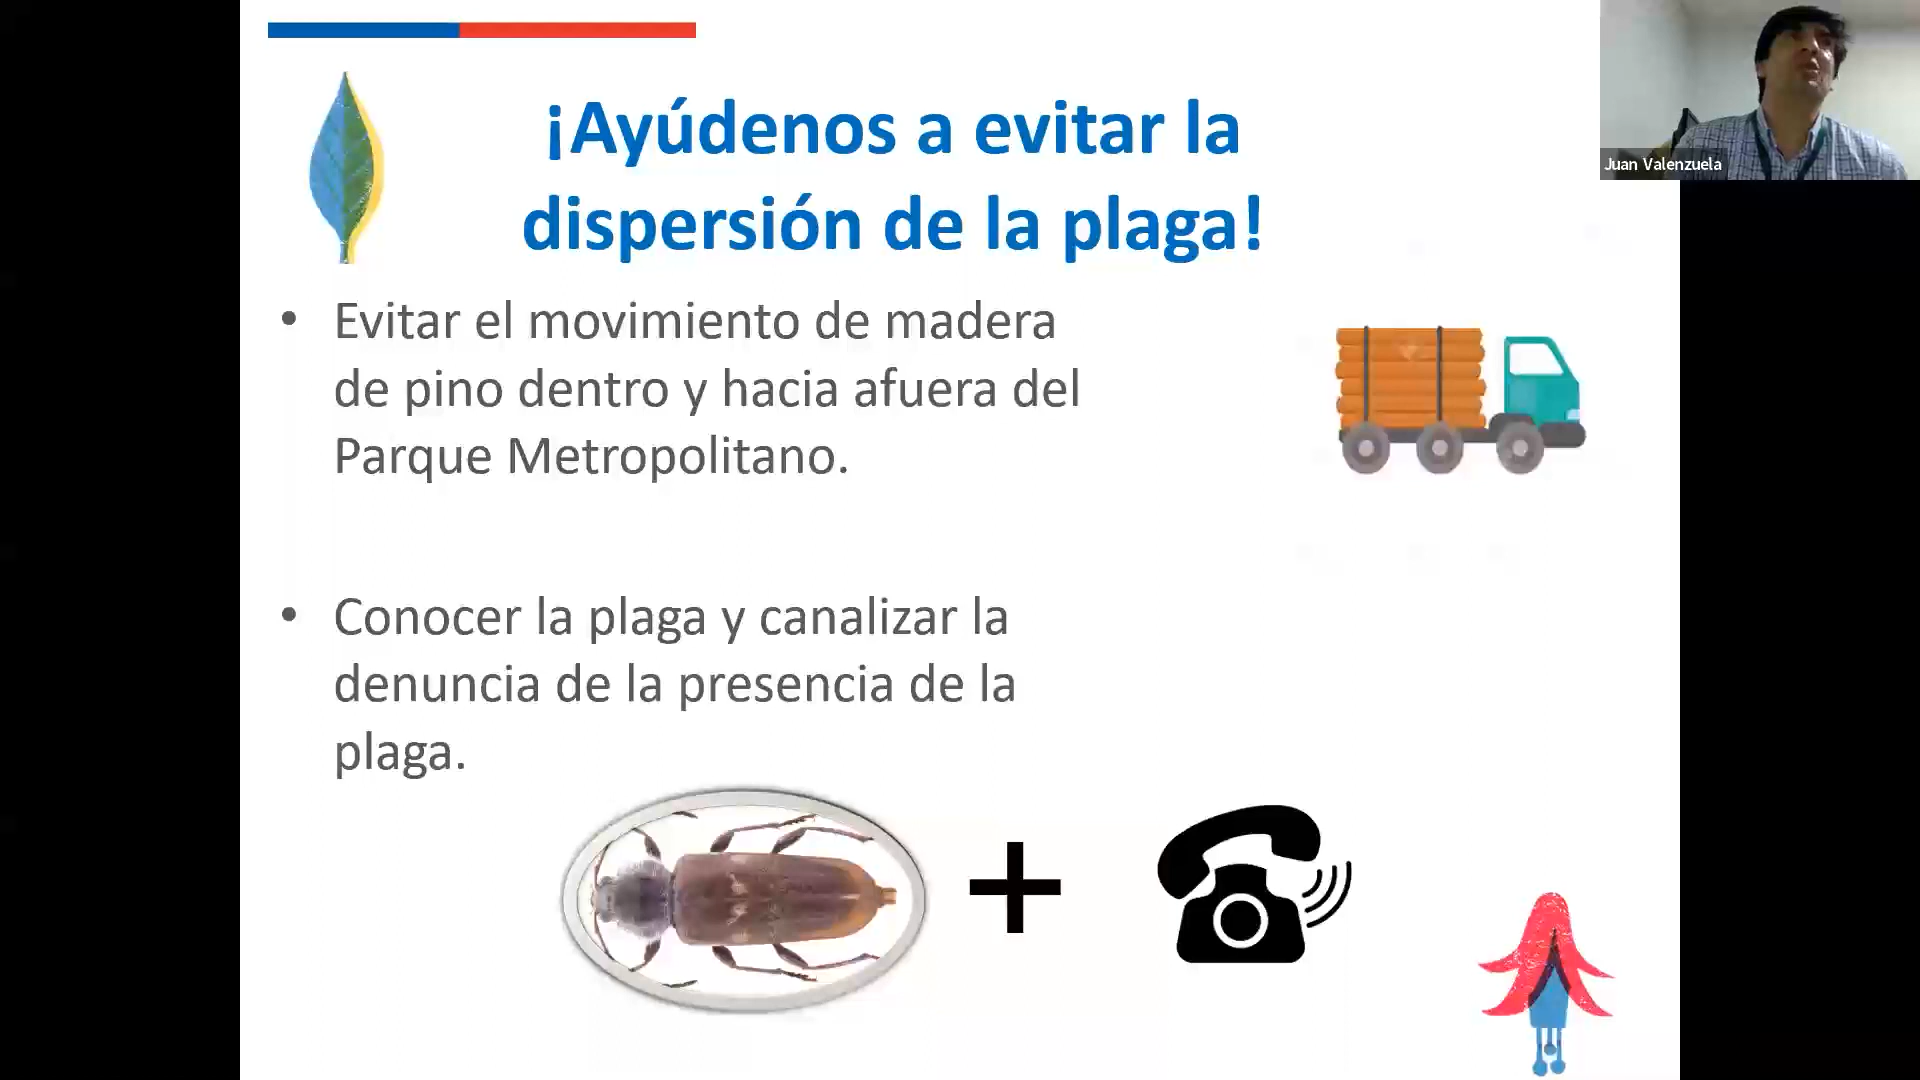 ¡Ayúdenos a evitar la
dispersión de la plaga!
Juan Valenzuela
• Evitar el movimiento de madera
de pino dentro y hacia afuera del
Parque Metropolitano.
• Conocer la plaga y canalizar la
denuncia de la presencia de la
plaga.